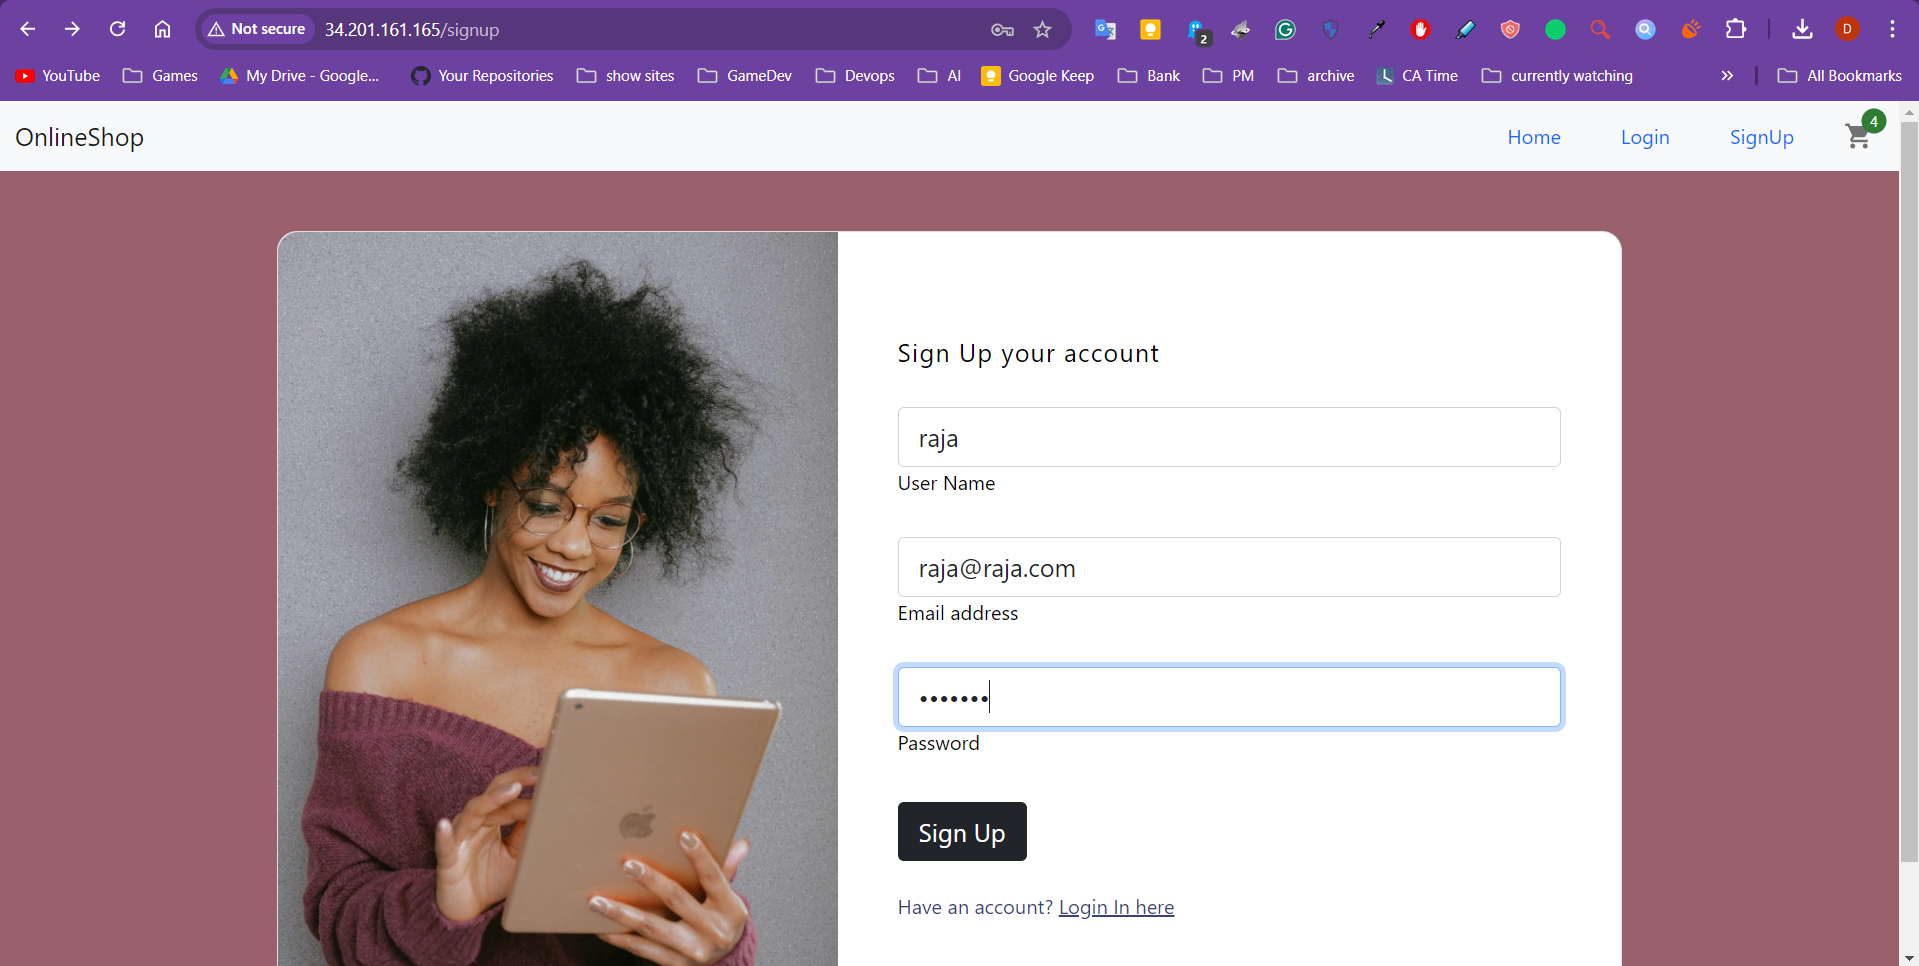 Not secure 34.201.161.165/signup 2 D
YouTube Games My Drive - Google... Your Repositories show sites GameDev Devops AI Google Keep Bank PM archive CA Time currently watching » All Bookmarks
OnlineShop Home Login SignUp 4
Sign Up your account
raja
User Name
raja@raja.com
Email address
•••••••
Password
Sign Up
Have an account? Login In here